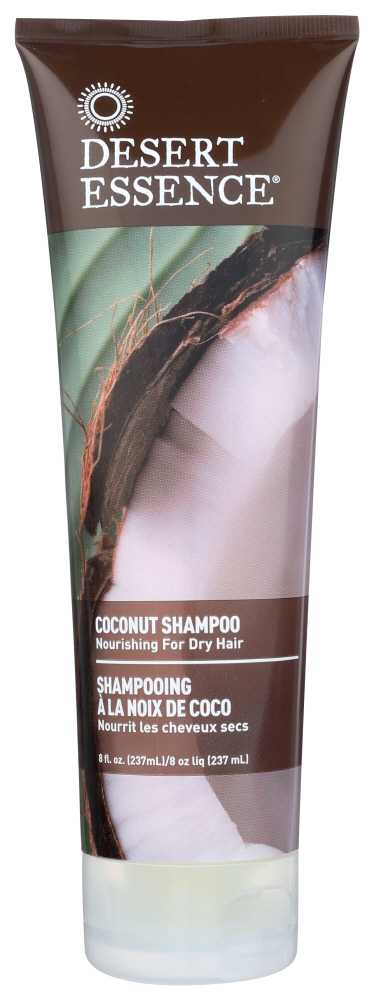 DESERT
ESSENCE®
COCONUT SHAMPOO
Nourishing For Dry Hair
SHAMPOOING
À LA NOIX DE COCO
Nourrit les cheveux secs
8 fl. oz. (237mL)/8 oz liq (237 mL)